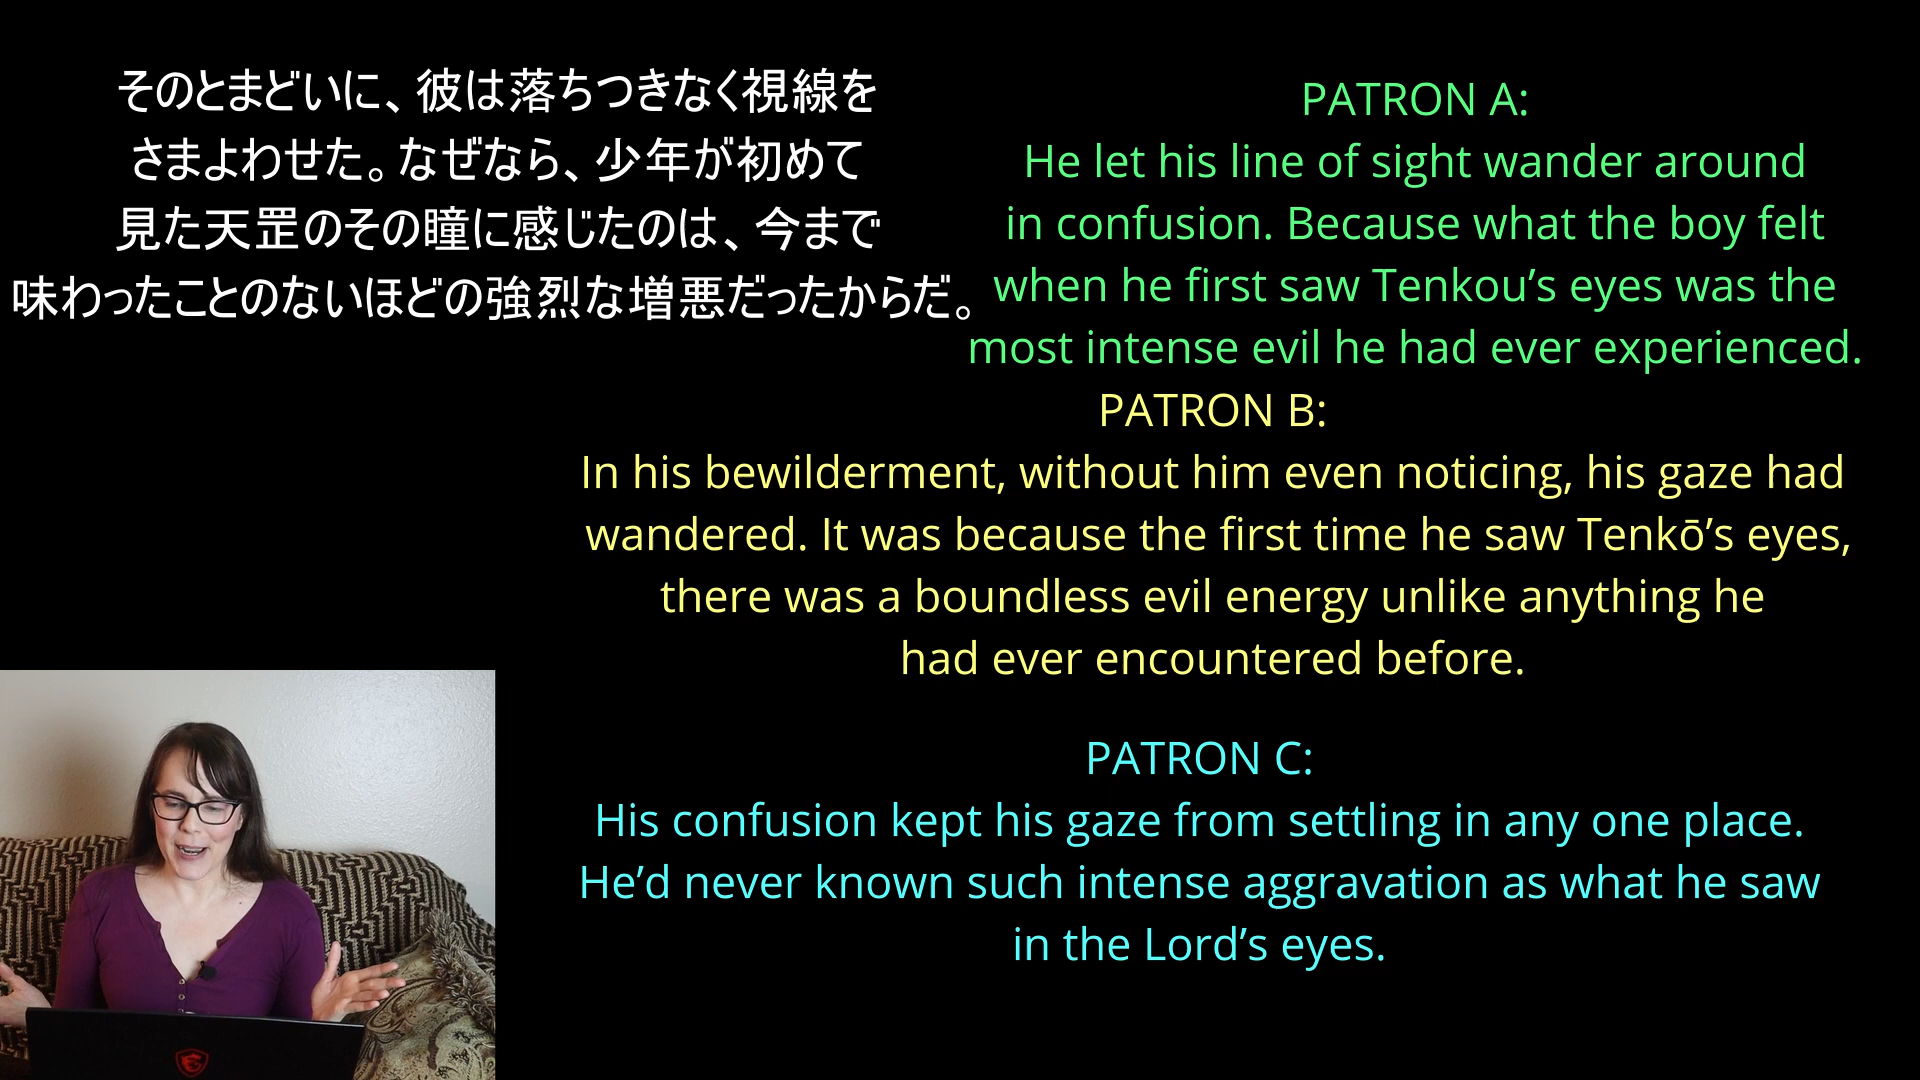 そのとまどいに、彼は落ちつきなく視線を
さまよわせた。なぜなら、少年が初めて
見た天罡のその瞳に感じたのは、今まで
味わったことのないほどの強烈な増悪だったからだ。
PATRON A:
He let his line of sight wander around
in confusion. Because what the boy felt
when he first saw Tenkou’s eyes was the
most intense evil he had ever experienced.
PATRON B:
In his bewilderment, without him even noticing, his gaze had
wandered. It was because the first time he saw Tenkō’s eyes,
there was a boundless evil energy unlike anything he
had ever encountered before.
PATRON C:
His confusion kept his gaze from settling in any one place.
He’d never known such intense aggravation as what he saw
in the Lord’s eyes.